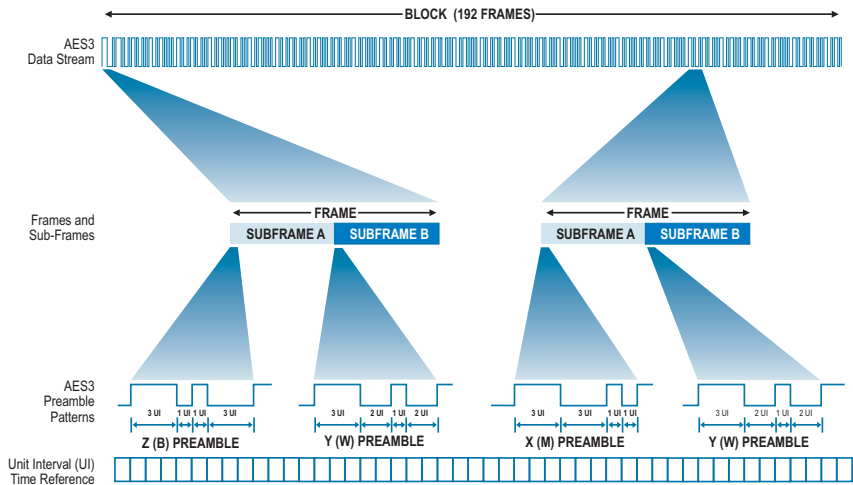 BLOCK (192 FRAMES)
AES3
Data Stream
Frames and
Sub-Frames
FRAME
SUBFRAME A SUBFRAME B
FRAME
SUBFRAME A SUBFRAME B
AES3
Preamble
Patterns
3 UI 1 UI 1 UI 3 UI
Z (B) PREAMBLE
3 UI 2 UI 1 UI 2 UI
Y (W) PREAMBLE
3 UI 3 UI 1 UI 1 UI
X (M) PREAMBLE
3 UI 2 UI 1 UI 2 UI
Y (W) PREAMBLE
Unit Interval (UI)
Time Reference